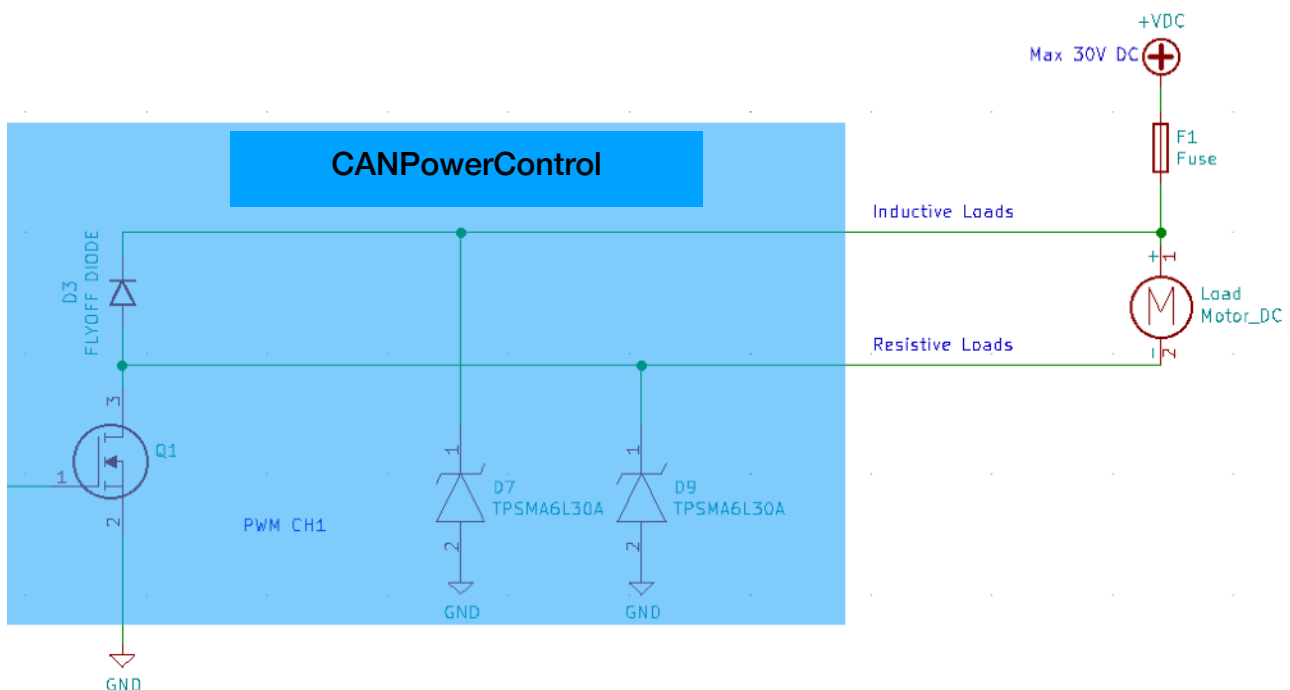 +VDC
Max 30V DC
F1
Fuse
CANPowerControl
Inductive Loads
D3
FLYOFF DIODE
+
1
M
Load
Motor_DC
Resistive Loads
-
2
3
Q1
1
2
PWM CH1
1
D7
TPSMA6L30A
2
GND
1
D9
TPSMA6L30A
2
GND
GND